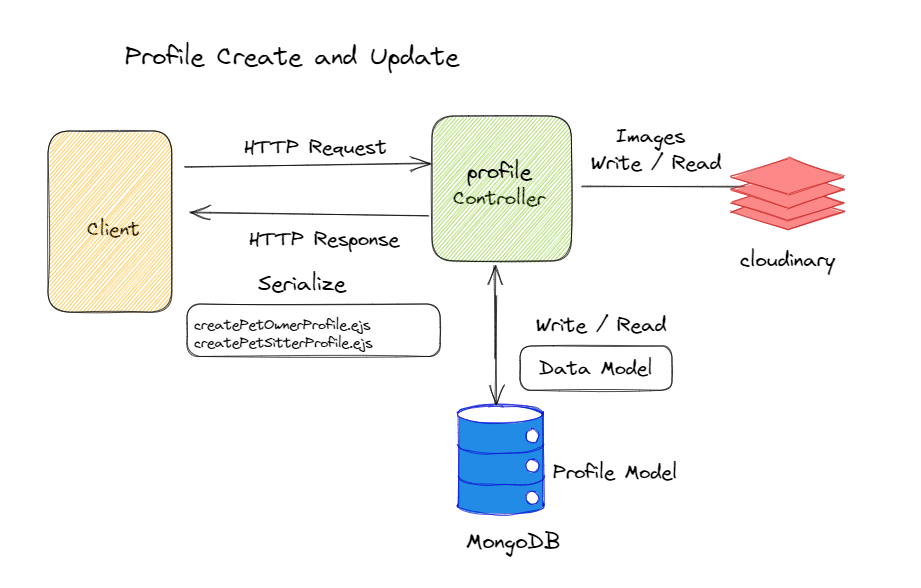 Profile Create and Update
HTTP Request
Images
Write / Read
profile
Controller
Client
HTTP Response
cloudinary
Serialize
createPetOwnerProfile.ejs
createPetSitterProfile.ejs
Write / Read
Data Model
Profile Model
MongoDB